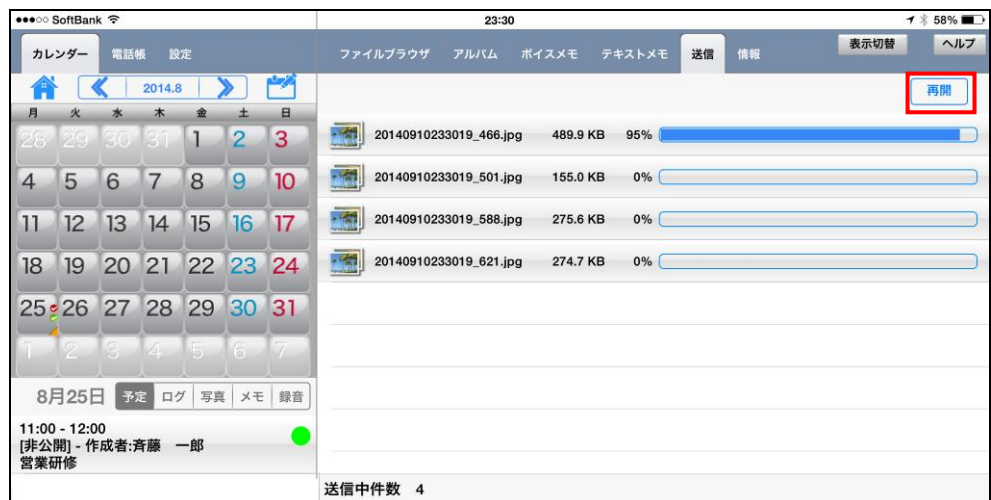 SoftBank 23:30 58%
カレンダー 電話帳 設定 ファイルブラウザ アルバム ボイスメモ テキストメモ 送信 情報 表示切替 ヘルプ
2014.8 再開
月 火 水 木 金 土 日
28 29 30 31 1 2 3
4 5 6 7 8 9 10
11 12 13 14 15 16 17
18 19 20 21 22 23 24
25 26 27 28 29 30 31
1 2 3 4 5 6 7
8月25日 予定 ログ 写真 メモ 録音
11:00 - 12:00
[非公開] - 作成者:斉藤 一郎
営業研修
20140910233019_466.jpg 489.9 KB 95%
20140910233019_501.jpg 155.0 KB 0%
20140910233019_588.jpg 275.6 KB 0%
20140910233019_621.jpg 274.7 KB 0%
送信中件数 4